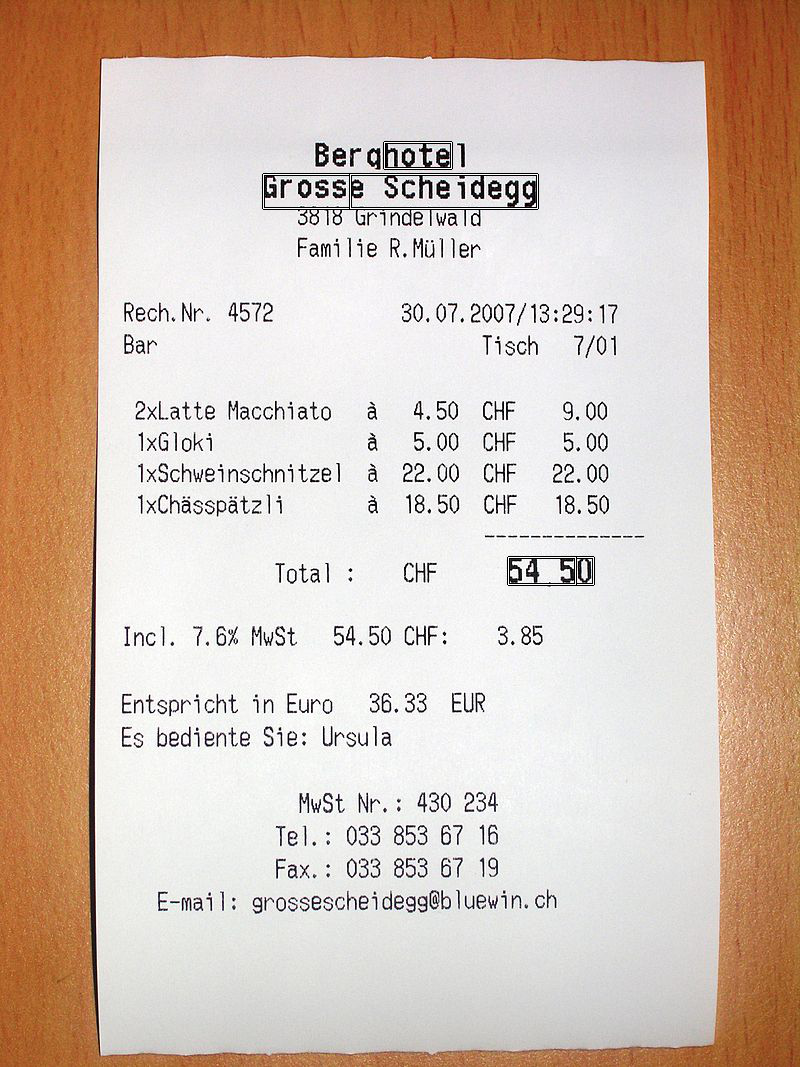 Berghotel
Grosse Scheidegg
3818 Grindelwald
Familie R.Müller
Rech.Nr. 4572 30.07.2007/13:29:17
Bar Tisch 7/01
2xLatte Macchiato à 4.50 CHF 9.00
1xGloki à 5.00 CHF 5.00
1xSchweinschnitzel à 22.00 CHF 22.00
1xChässpätzli à 18.50 CHF 18.50
----------------
Total : CHF 54.50
Incl. 7.6% MwSt 54.50 CHF: 3.85
Entspricht in Euro 36.33 EUR
Es bediente Sie: Ursula
MwSt Nr.: 430 234
Tel.: 033 853 67 16
Fax.: 033 853 67 19
E-mail: grossescheidegg@bluewin.ch